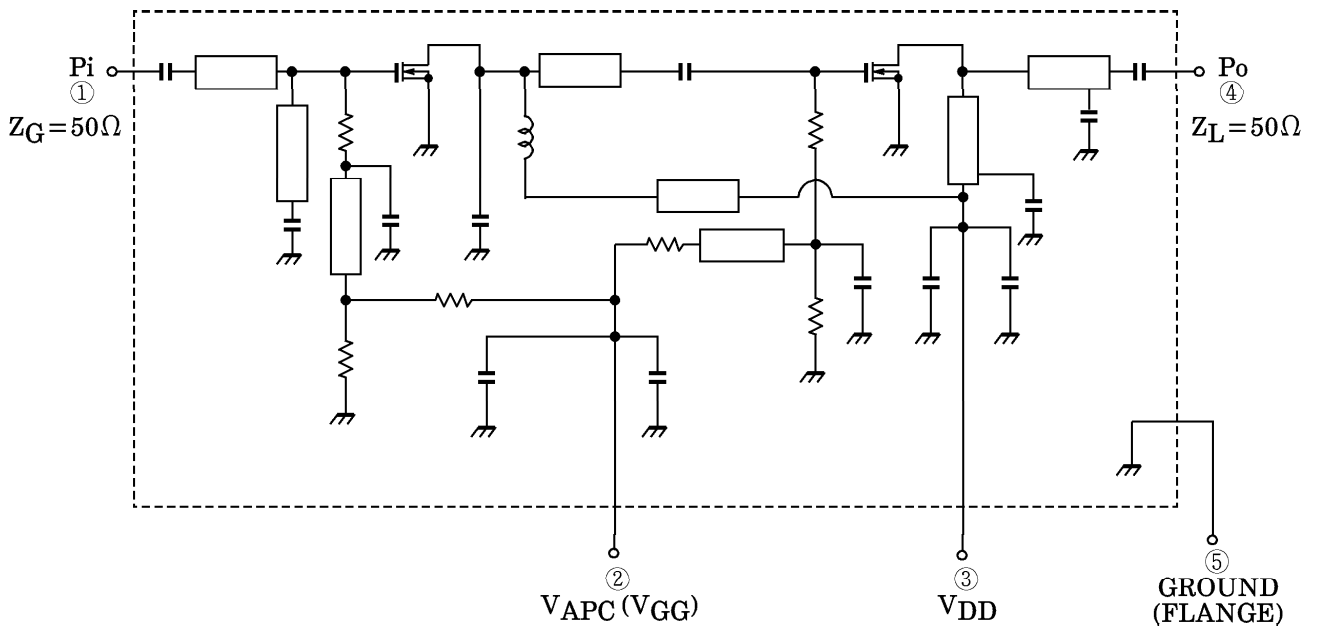 Pi
①
ZG=50Ω
Po
④
ZL=50Ω
②
VAPC (VGG)
③
VDD
⑤
GROUND
(FLANGE)